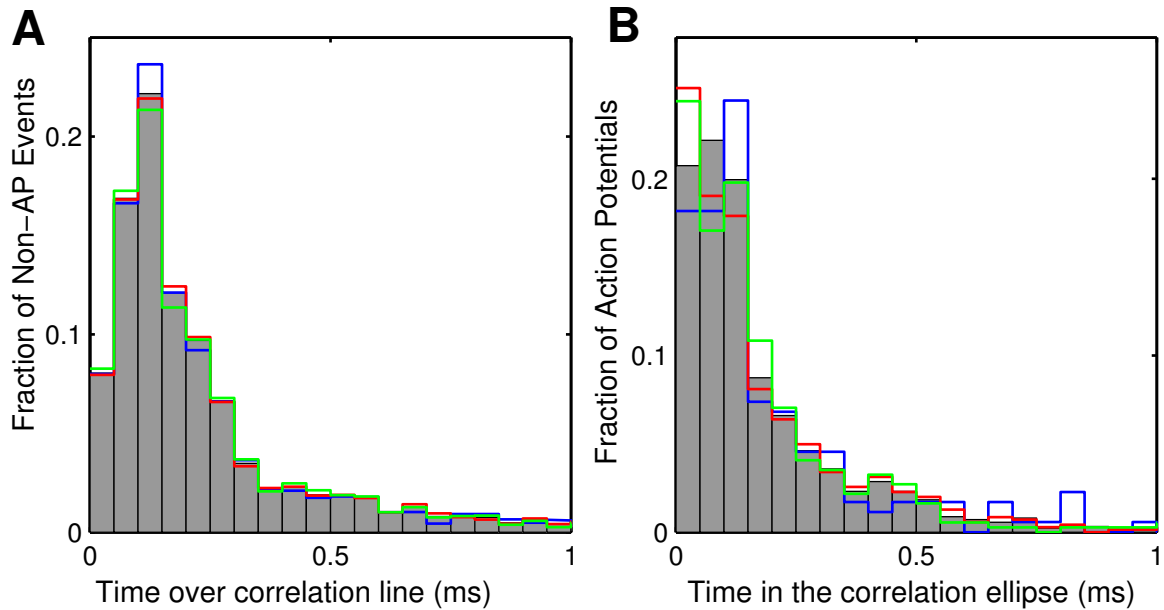 A
Fraction of Non-AP Events
0.2
0.1
0
0
0.5
1
Time over correlation line (ms)
B
Fraction of Action Potentials
0.2
0.1
0
0
0.5
1
Time in the correlation ellipse (ms)